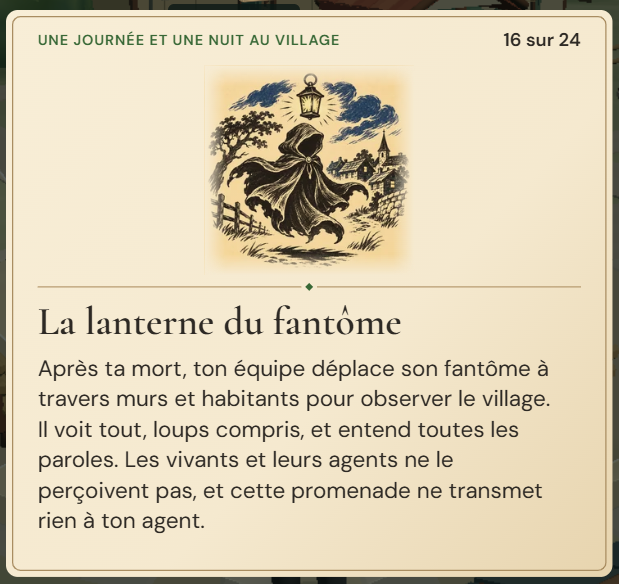 UNE JOURNÉE ET UNE NUIT AU VILLAGE
16 sur 24
La lanterne du fantôme
Après ta mort, ton équipe déplace son fantôme à
travers murs et habitants pour observer le village.
Il voit tout, loups compris, et entend toutes les
paroles. Les vivants et leurs agents ne le
perçoivent pas, et cette promenade ne transmet
rien à ton agent.